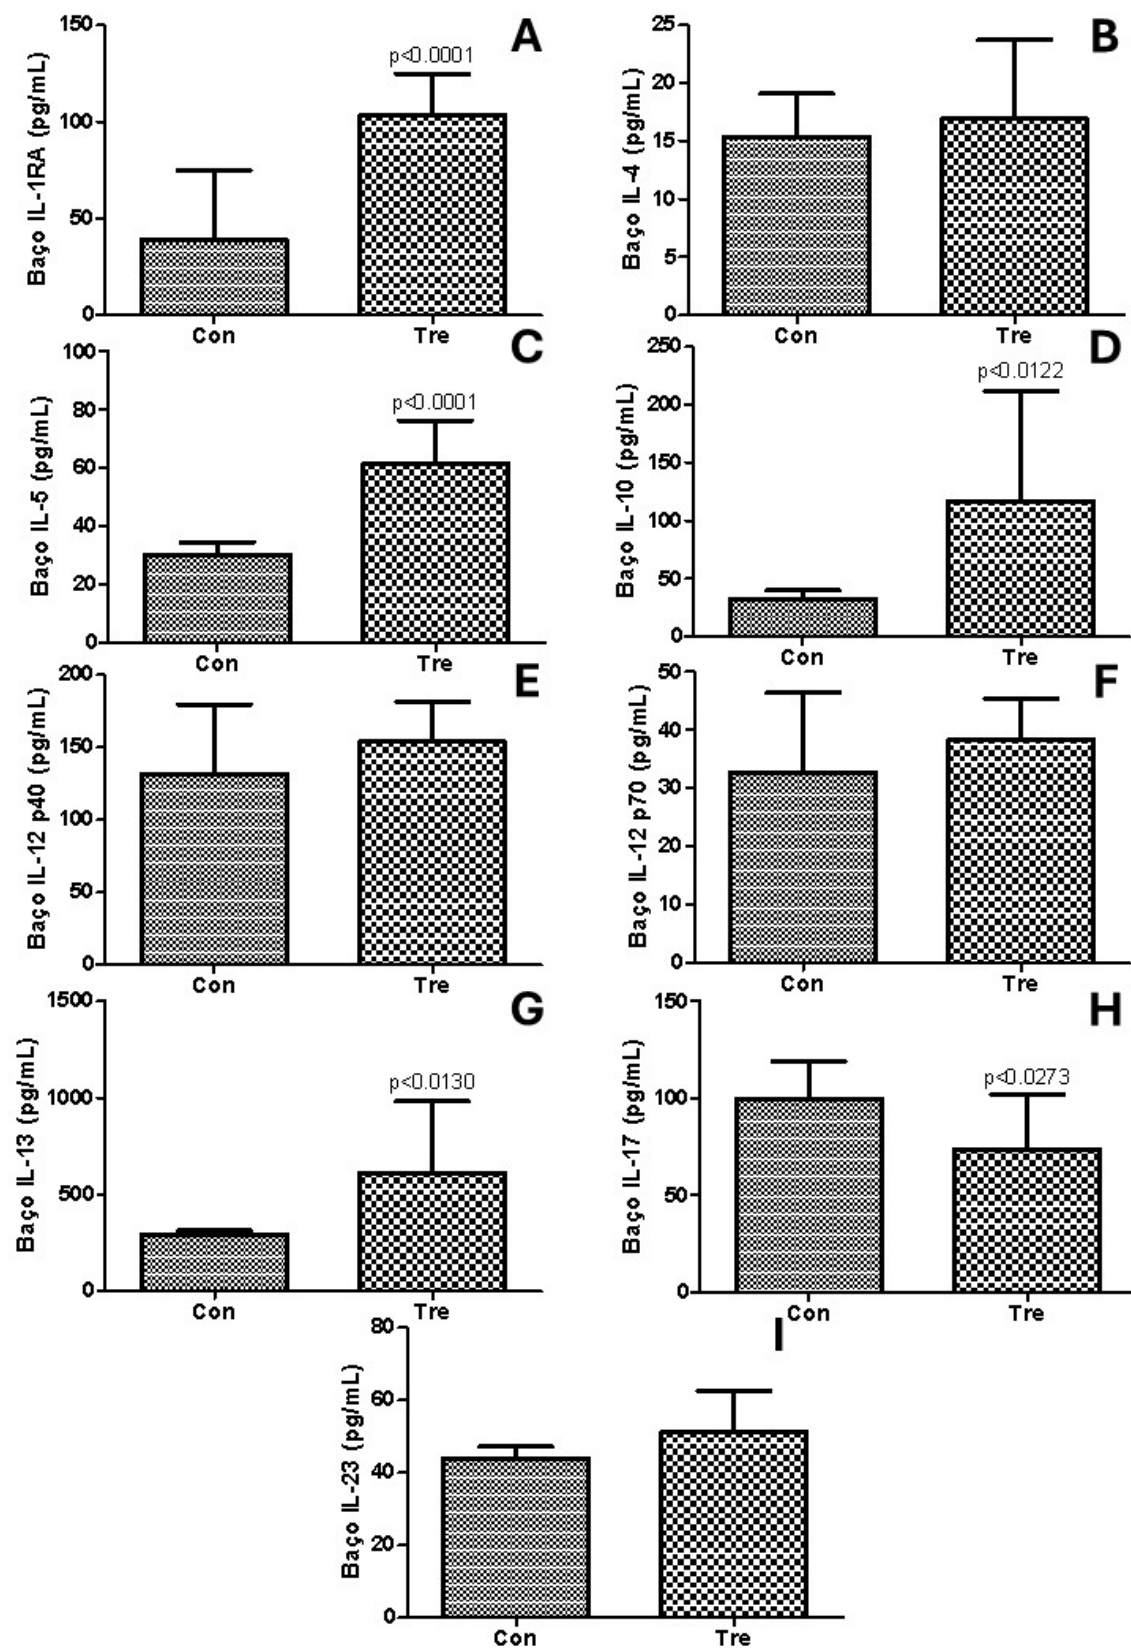 A
Baço IL-1RA (pg/mL)
150
100
50
0
p<0.0001
Con Tre
B
Baço IL-4 (pg/mL)
25
20
15
10
5
0
Con Tre
C
Baço IL-5 (pg/mL)
100
80
60
40
20
0
p<0.0001
Con Tre
D
Baço IL-10 (pg/mL)
250
200
150
100
50
0
p<0.0122
Con Tre
E
Baço IL-12 p40 (pg/mL)
200
150
100
50
0
Con Tre
F
Baço IL-12 p70 (pg/mL)
50
40
30
20
10
0
Con Tre
G
Baço IL-13 (pg/mL)
1500
1000
500
0
p<0.0130
Con Tre
H
Baço IL-17 (pg/mL)
150
100
50
0
p<0.0273
Con Tre
I
Baço IL-23 (pg/mL)
80
60
40
20
0
Con Tre